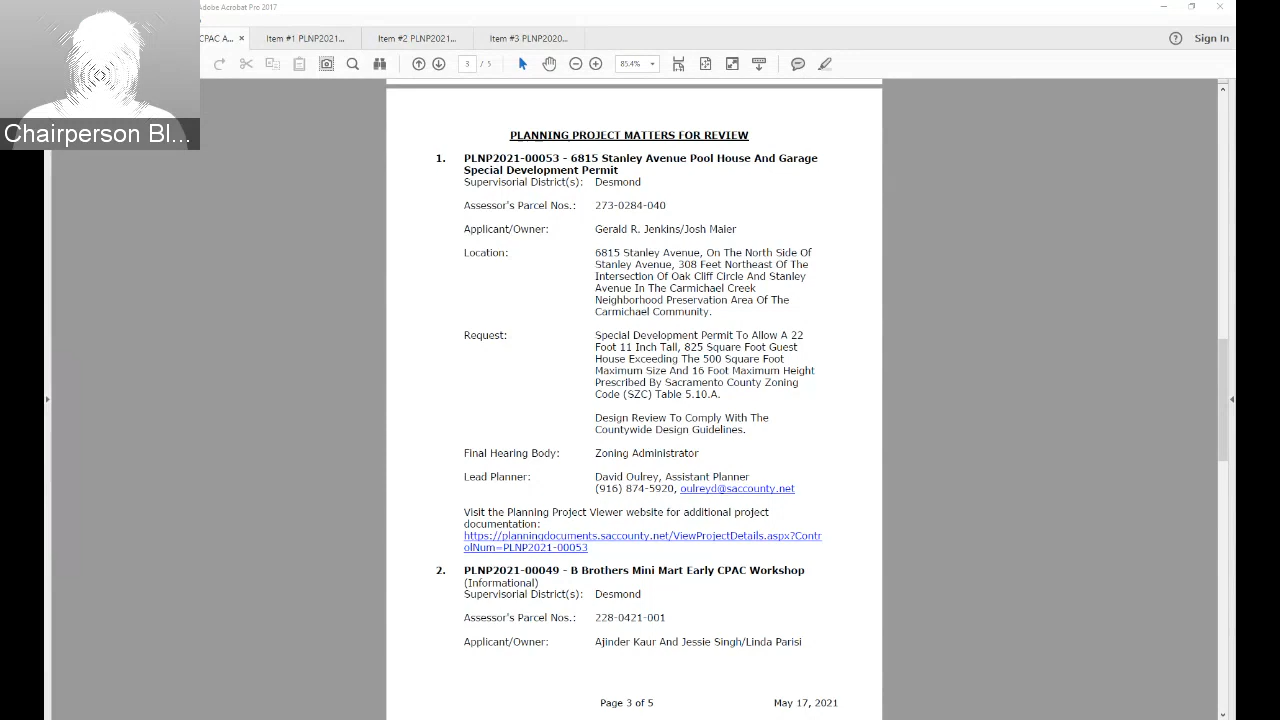 Adobe Acrobat Pro 2017
CPAC A...
Item #1 PLNP2021...
Item #2 PLNP2021...
Item #3 PLNP2020...
Sign In
3 / 5
85.4%
Chairperson Bl...
PLANNING PROJECT MATTERS FOR REVIEW
1. PLNP2021-00053 - 6815 Stanley Avenue Pool House And Garage
Special Development Permit
Supervisorial District(s): Desmond
Assessor's Parcel Nos.: 273-0284-040
Applicant/Owner: Gerald R. Jenkins/Josh Maier
Location: 6815 Stanley Avenue, On The North Side Of
Stanley Avenue, 308 Feet Northeast Of The
Intersection Of Oak Cliff Circle And Stanley
Avenue In The Carmichael Creek
Neighborhood Preservation Area Of The
Carmichael Community.
Request: Special Development Permit To Allow A 22
Foot 11 Inch Tall, 825 Square Foot Guest
House Exceeding The 500 Square Foot
Maximum Size And 16 Foot Maximum Height
Prescribed By Sacramento County Zoning
Code (SZC) Table 5.10.A.
Design Review To Comply With The
Countywide Design Guidelines.
Final Hearing Body: Zoning Administrator
Lead Planner: David Oulrey, Assistant Planner
(916) 874-5920, oulreyd@saccounty.net
Visit the Planning Project Viewer website for additional project
documentation:
https://planningdocuments.saccounty.net/ViewProjectDetails.aspx?Contr
olNum=PLNP2021-00053
2. PLNP2021-00049 - B Brothers Mini Mart Early CPAC Workshop
(Informational)
Supervisorial District(s): Desmond
Assessor's Parcel Nos.: 228-0421-001
Applicant/Owner: Ajinder Kaur And Jessie Singh/Linda Parisi
Page 3 of 5 May 17, 2021